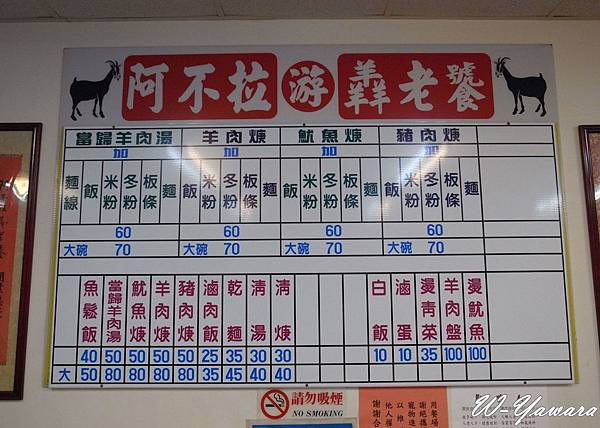 阿不拉 游 羴老饕
當歸羊肉湯 羊肉焿 魷魚焿 豬肉焿
加 加 加 加
麵線 飯 米粉 冬粉 板條 麵 飯 米粉 冬粉 板條 麵 飯 米粉 冬粉 板條 麵 飯 米粉 冬粉 板條 麵
60 60 60 60
大碗 70 大碗 70 大碗 70 大碗 70
魚鬆飯 當歸羊肉湯 魷魚焿 羊肉焿 豬肉焿 滷肉飯 乾麵 清湯 清焿 白飯 滷蛋 燙青菜 羊肉盤 燙魷魚
40 50 50 50 50 25 35 30 30 10 10 35 100 100
大 50 80 80 80 80 35 45 40 40
請勿吸煙
NO SMOKING
W-Yawara